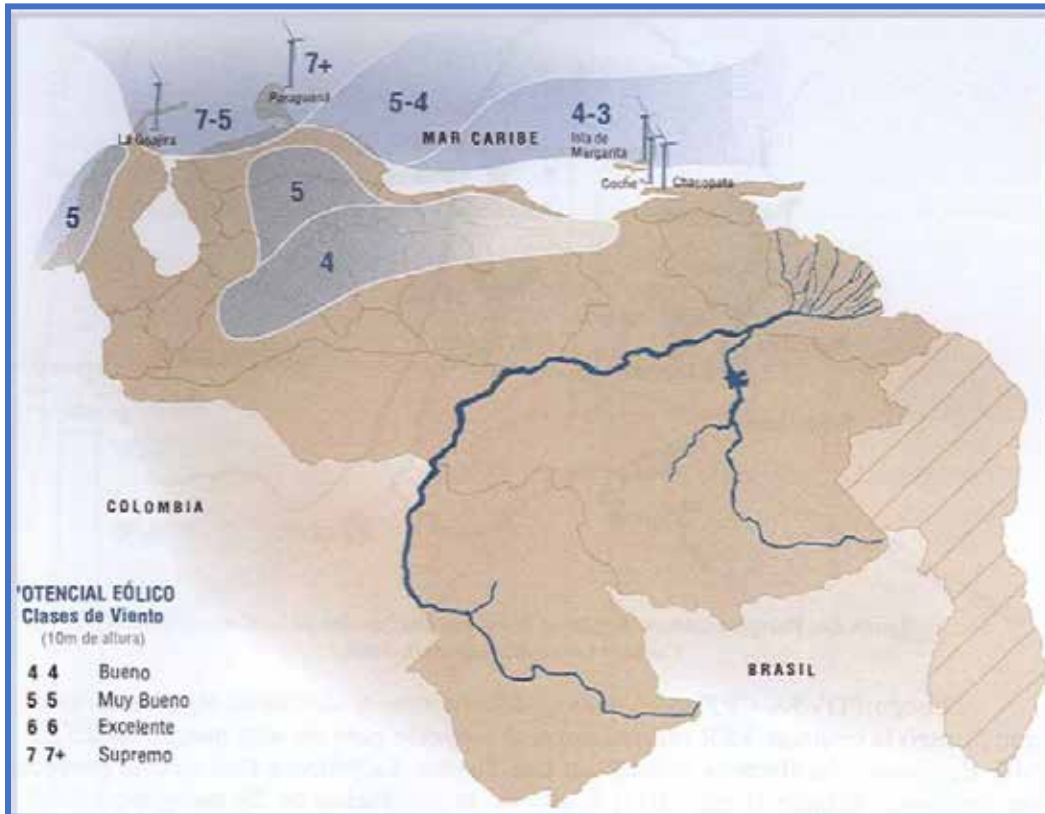 7+
Paraguaná
5-4
7-5
4-3
MAR CARIBE
Isla de
Margarita
La Goajira
Coche
Chacopata
5
5
4
COLOMBIA
BRASIL
'OTENCIAL EÓLICO
Clases de Viento
(10m de altura)
4 4 Bueno
5 5 Muy Bueno
6 6 Excelente
7 7+ Supremo